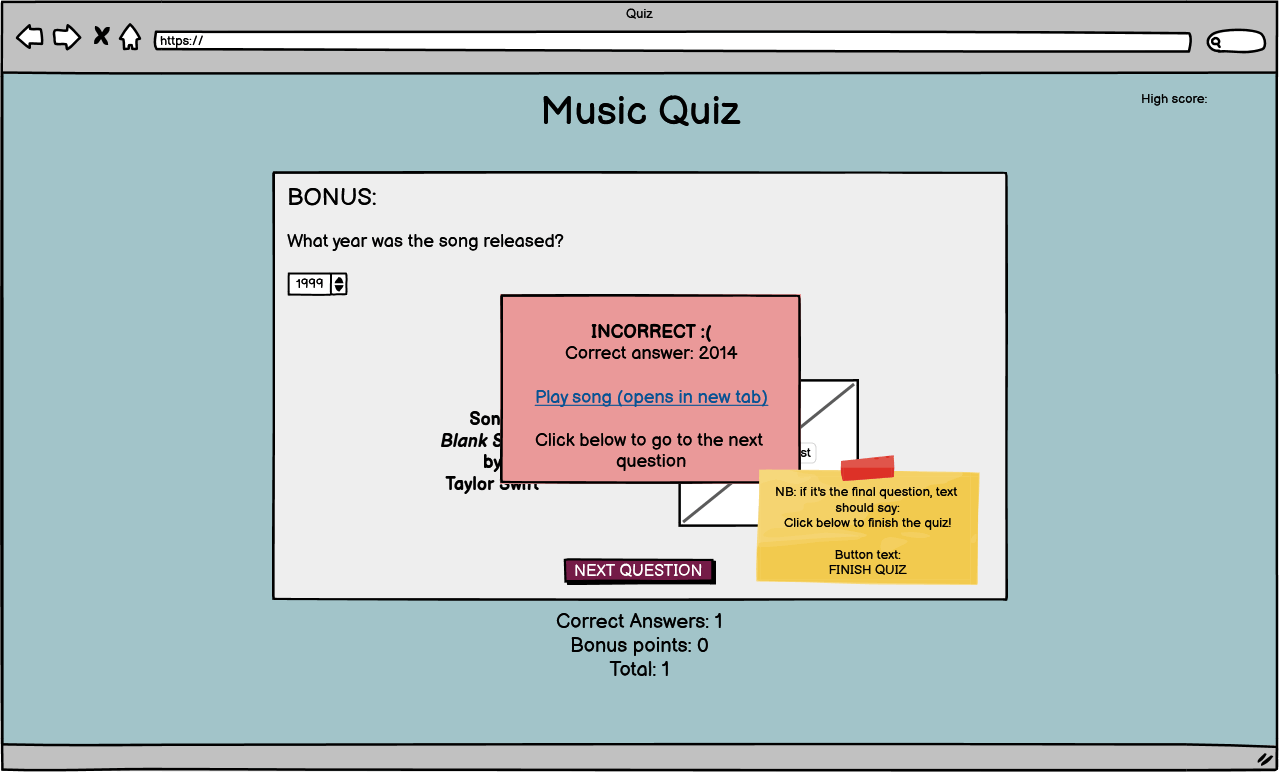 Quiz
https://
Music Quiz
High score:
BONUS:
What year was the song released?
1999
INCORRECT :(
Correct answer: 2014
Play song (opens in new tab)
Click below to go to the next
question
Son
Blank S
by
Taylor Swift
st
NB: if it's the final question, text
should say:
Click below to finish the quiz!
Button text:
FINISH QUIZ
NEXT QUESTION
Correct Answers: 1
Bonus points: 0
Total: 1